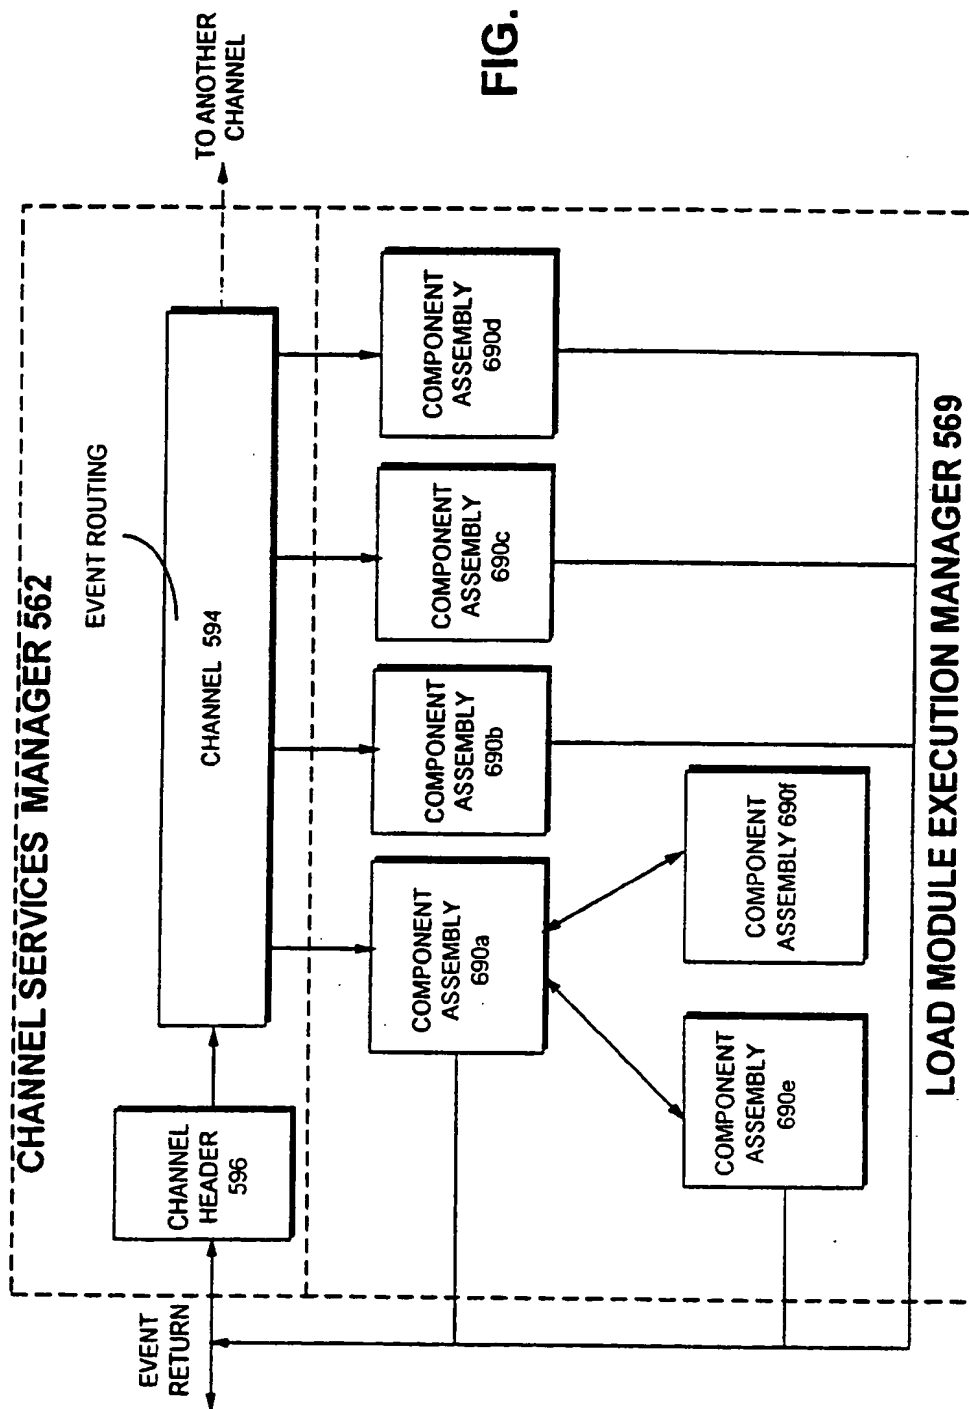 CHANNEL SERVICES MANAGER 562
EVENT
RETURN
CHANNEL
HEADER
596
EVENT ROUTING
CHANNEL 594
TO ANOTHER
CHANNEL
COMPONENT
ASSEMBLY
690a
COMPONENT
ASSEMBLY
690b
COMPONENT
ASSEMBLY
690c
COMPONENT
ASSEMBLY
690d
COMPONENT
ASSEMBLY
690e
COMPONENT
ASSEMBLY 690f
LOAD MODULE EXECUTION MANAGER 569
FIG.